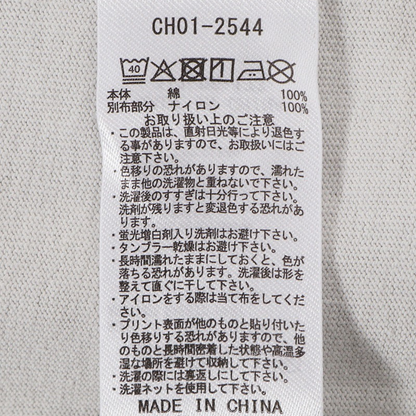 CH01-2544
40
本体 綿 100%
別布部分 ナイロン 100%
お取り扱い上のご注意
・この製品は、直射日光等により退色す
る事がありますので、お取扱いにはご
注意下さい。
・色移りの恐れがありますので、濡れた
まま他の洗濯物と重ねないで下さい。
・洗濯後のすすぎは十分行って下さい。
洗剤が残りますと変退色する恐れがあ
ります。
・蛍光増白剤入り洗剤はお避け下さい。
・タンブラー乾燥はお避け下さい。
・長時間濡れたままにしておくと、色が
落ちる恐れがあります。洗濯後は形を
整えて直ぐに干して下さい。
・アイロンをする際は当て布をしてくだ
さい。
・プリント表面が他のものと貼り付いた
り色移りする恐れがありますので、他
のものと長時間密着した状態や高温多
湿な場所を避けて収納して下さい。
・洗濯の際には裏返しにして下さい。
・洗濯ネットを使用して下さい。
MADE IN CHINA